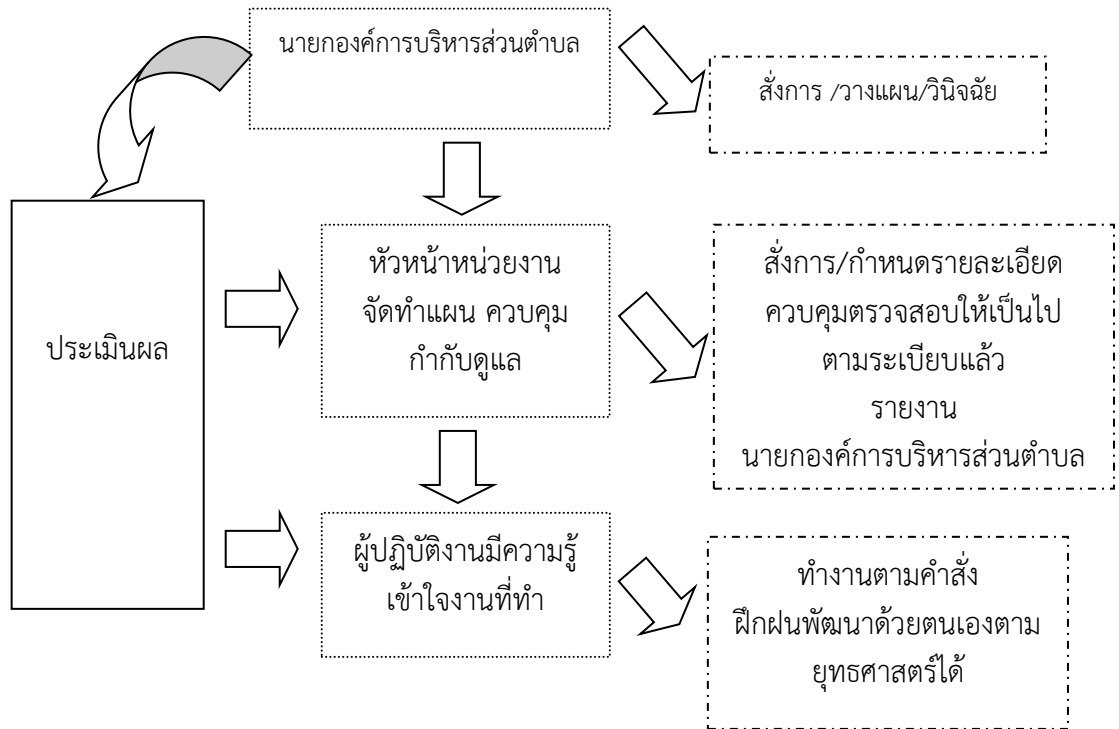 นายกองค์การบริหารส่วนตำบล
สั่งการ /วางแผน/วินิจฉัย
ประเมินผล
หัวหน้าหน่วยงาน
จัดทำแผน ควบคุม
กำกับดูแล
สั่งการ/กำหนดรายละเอียด
ควบคุมตรวจสอบให้เป็นไป
ตามระเบียบแล้ว
รายงาน
นายกองค์การบริหารส่วนตำบล
ผู้ปฏิบัติงานมีความรู้
เข้าใจงานที่ทำ
ทำงานตามคำสั่ง
ฝึกฝนพัฒนาด้วยตนเองตาม
ยุทธศาสตร์ได้